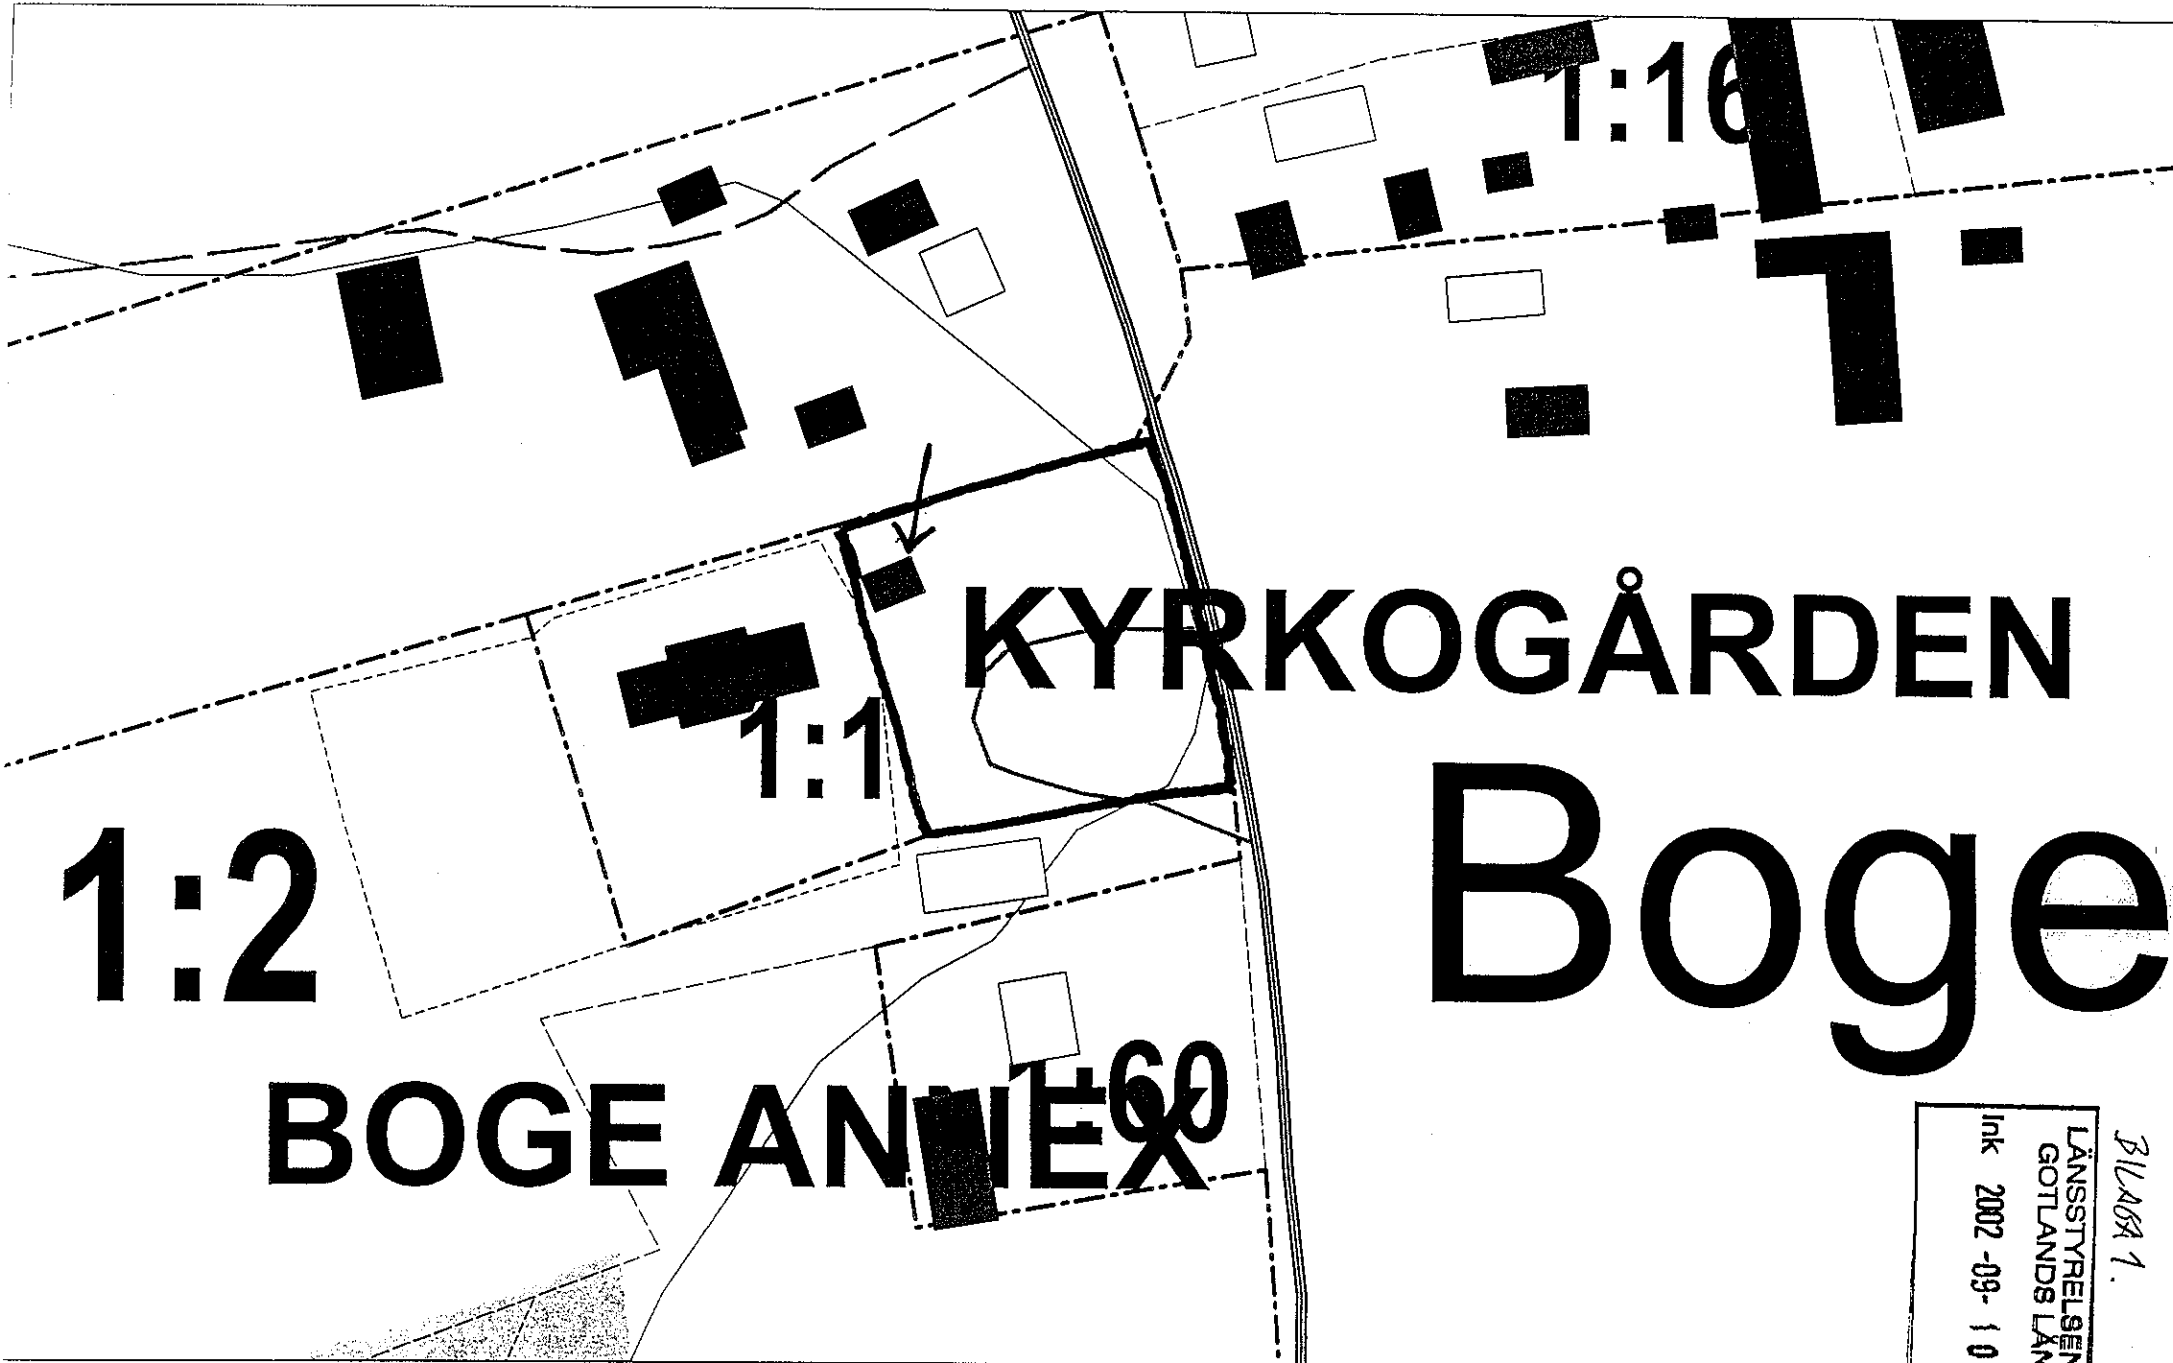 1:16
KYRKOGÅRDEN
1:1
Boge
1:2
1:60
BOGE ANNEX
BILAGA 1.
LÄNSSTYRELSEN
GOTLANDS LÄN
Ink 2002 -09- 10